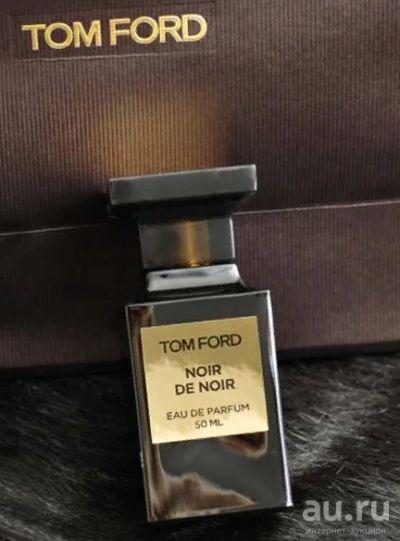 TOM FORD
TOM FORD
NOIR
DE NOIR
EAU DE PARFUM
50 ML
au.ru
интернет-аукцион